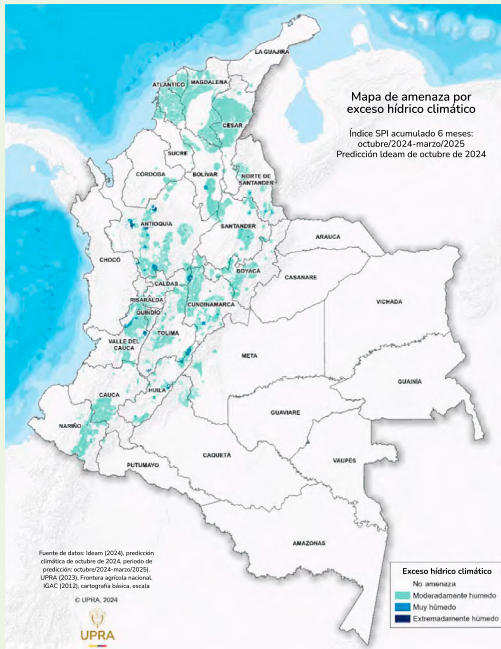 Mapa de amenaza por
exceso hídrico climático
Índice SPI acumulado 6 meses:
octubre/2024-marzo/2025
Predicción Ideam de octubre de 2024
LA GUAJIRA
ATLÁNTICO
MAGDALENA
CESAR
SUCRE
CÓRDOBA
BOLÍVAR
NORTE DE
SANTANDER
ANTIOQUIA
SANTANDER
ARAUCA
CHOCÓ
BOYACÁ
CASANARE
CALDAS
RISARALDA
CUNDINAMARCA
VICHADA
QUINDÍO
VALLE DEL
CAUCA
TOLIMA
META
GUAINÍA
HUILA
CAUCA
GUAVIARE
NARIÑO
VAUPÉS
CAQUETÁ
PUTUMAYO
AMAZONAS
Fuente de datos: Ideam (2024), predicción
climática de octubre de 2024, periodo de
predicción: octubre/2024-marzo/2025).
UPRA (2023), Frontera agrícola nacional.
IGAC (2012), cartografía básica, escala
© UPRA, 2024
UPRA
Exceso hídrico climático
No amenaza
Moderadamente húmedo
Muy húmedo
Extremadamente húmedo